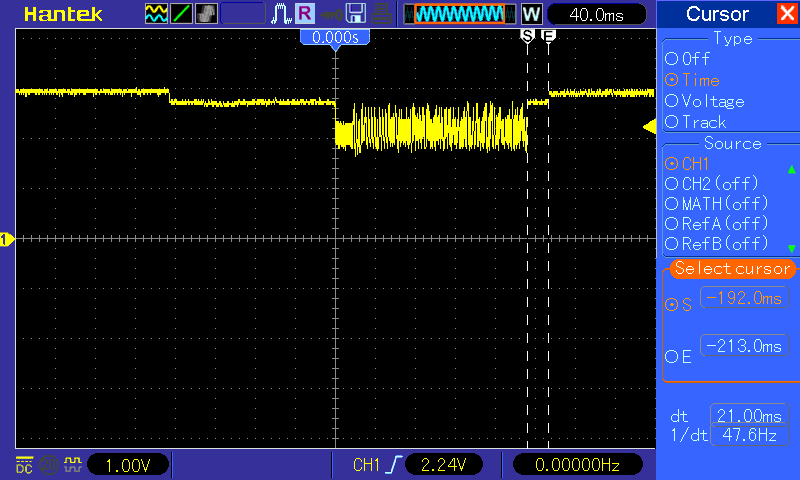 Hantek R W 40.0ms Cursor
0.000s
S E
Type
Off
Time
Voltage
Track
Source
CH1
CH2(off)
MATH(off)
RefA(off)
RefB(off)
1
Select cursor
S -192.0ms
E -213.0ms
dt 21.00ms
1/dt 47.6Hz
DC 1.00V CH1 2.24V 0.00000Hz